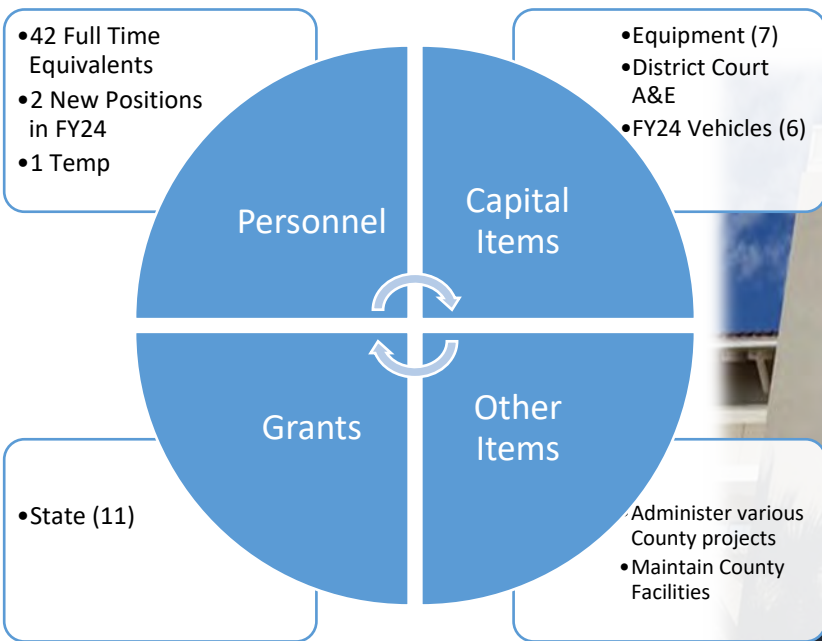 •42 Full Time
Equivalents
•2 New Positions
in FY24
•1 Temp
•Equipment (7)
•District Court
A&E
•FY24 Vehicles (6)
Personnel
Capital
Items
Grants
Other
Items
•State (11)
•Administer various
County projects
•Maintain County
Facilities